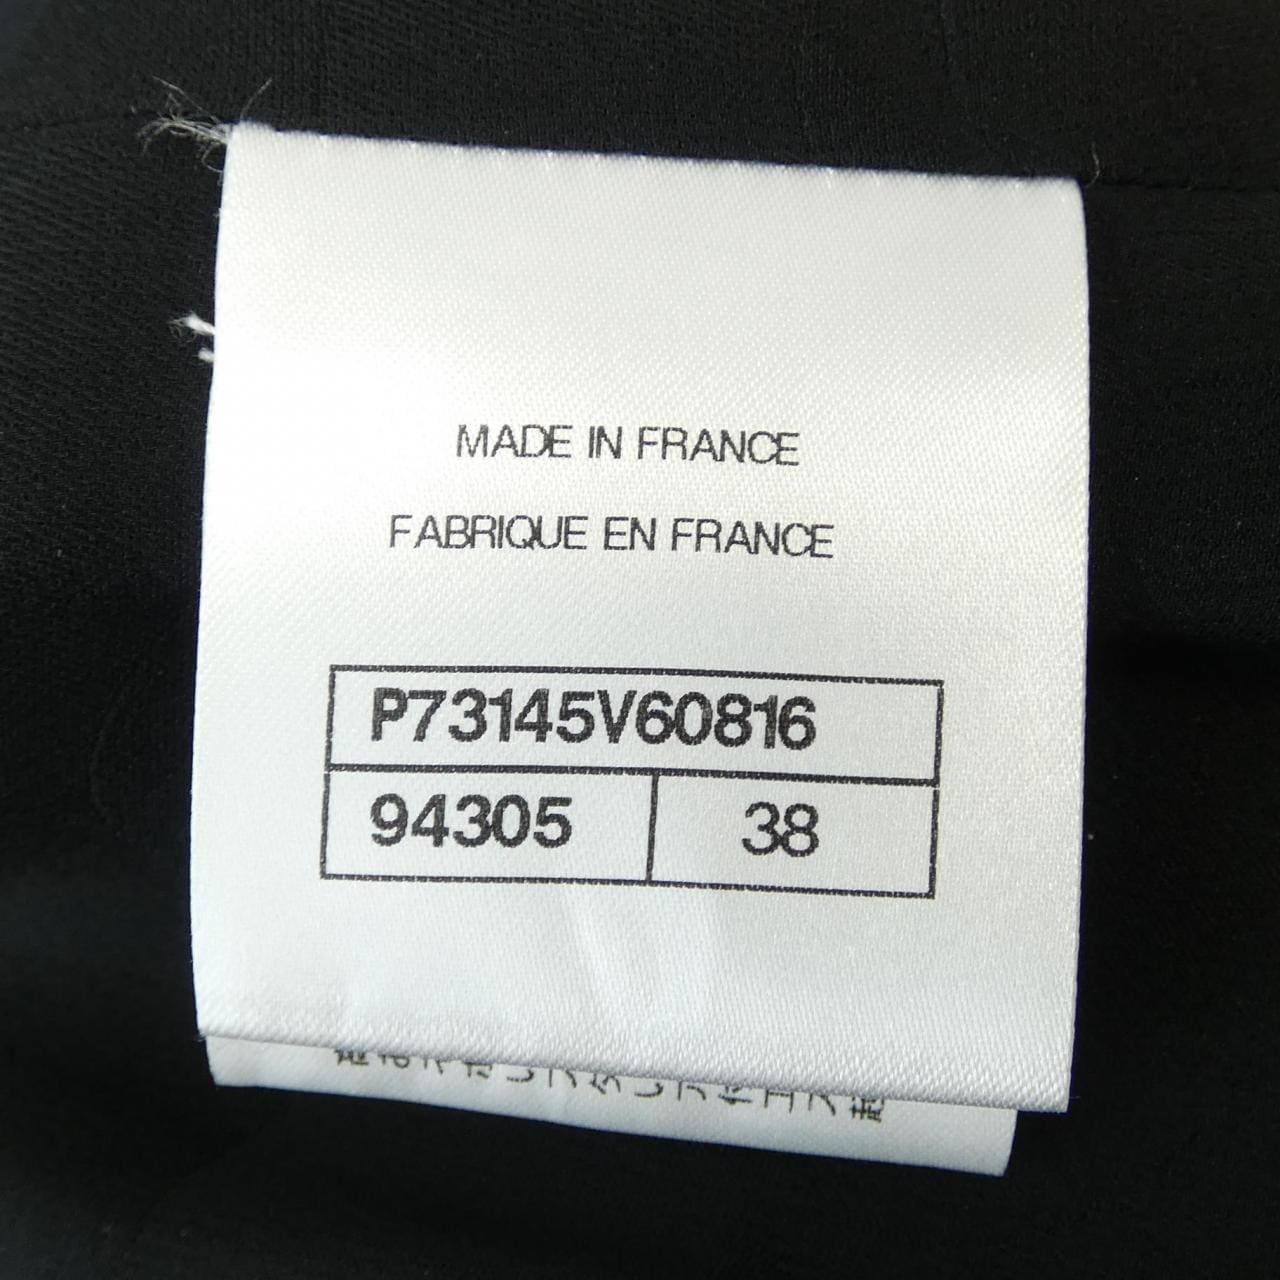 MADE IN FRANCE
FABRIQUE EN FRANCE
P73145V60816
94305 38